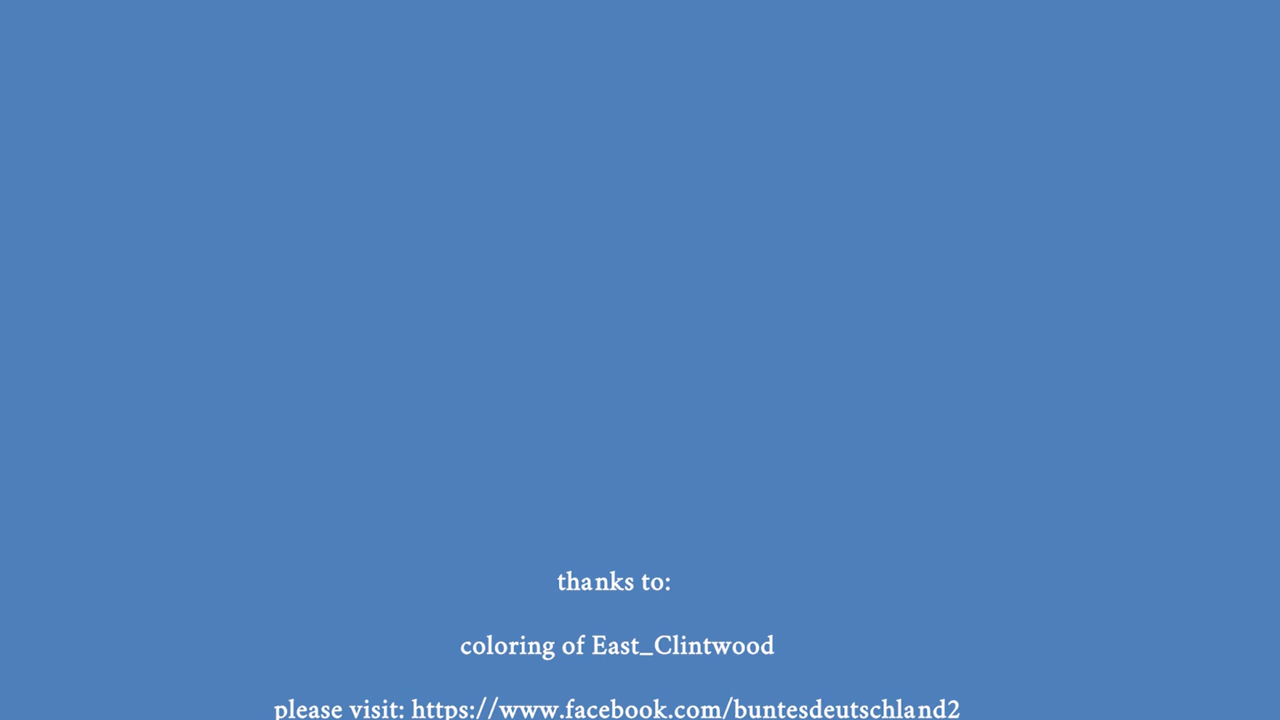 thanks to:
coloring of East_Clintwood
please visit: https://www.facebook.com/buntesdeutschland2